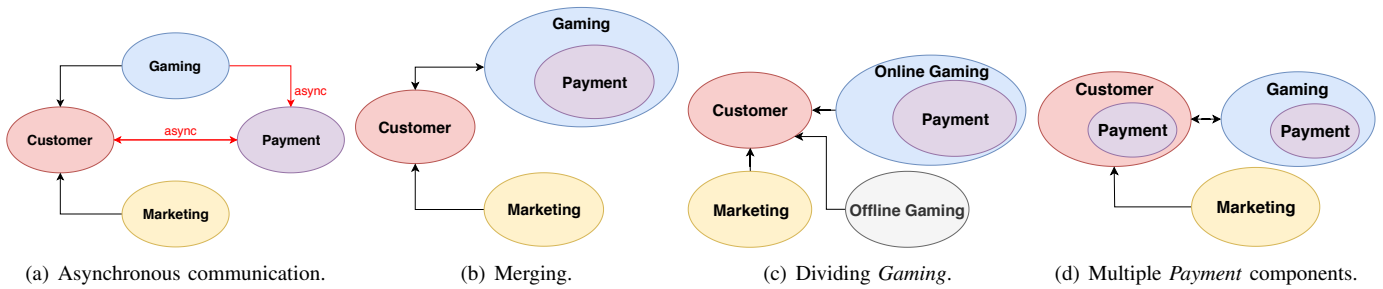 Gaming
async
Customer
async
Payment
Marketing
(a) Asynchronous communication.
Gaming
Payment
Customer
Marketing
(b) Merging.
Online Gaming
Customer
Payment
Marketing
Offline Gaming
(c) Dividing Gaming.
Customer
Gaming
Payment
Payment
Marketing
(d) Multiple Payment components.